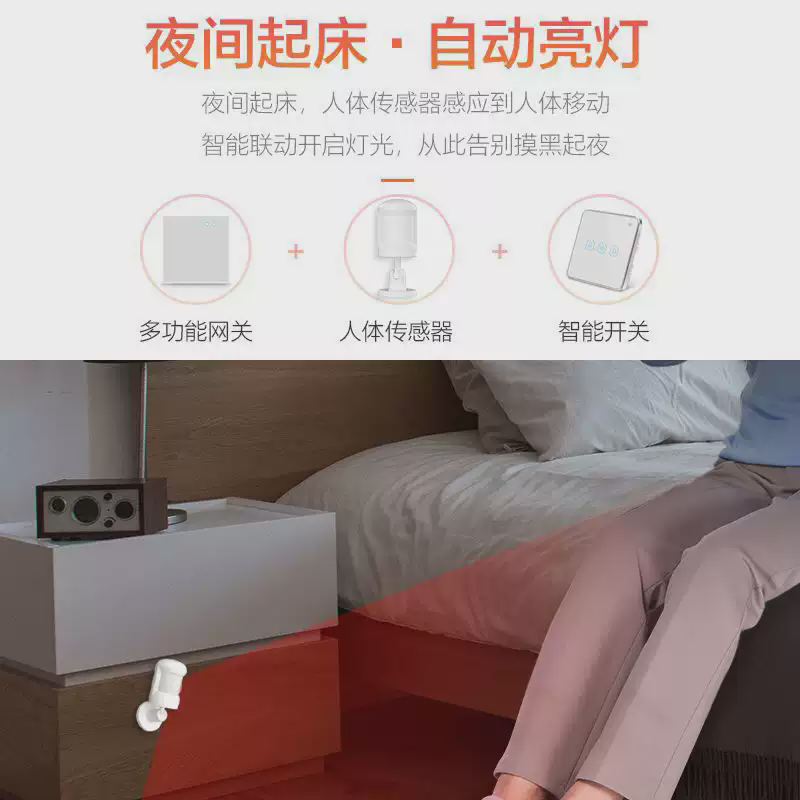 夜间起床·自动亮灯
夜间起床，人体传感器感应到人体移动
智能联动开启灯光，从此告别摸黑起夜
多功能网关
+
人体传感器
+
智能开关